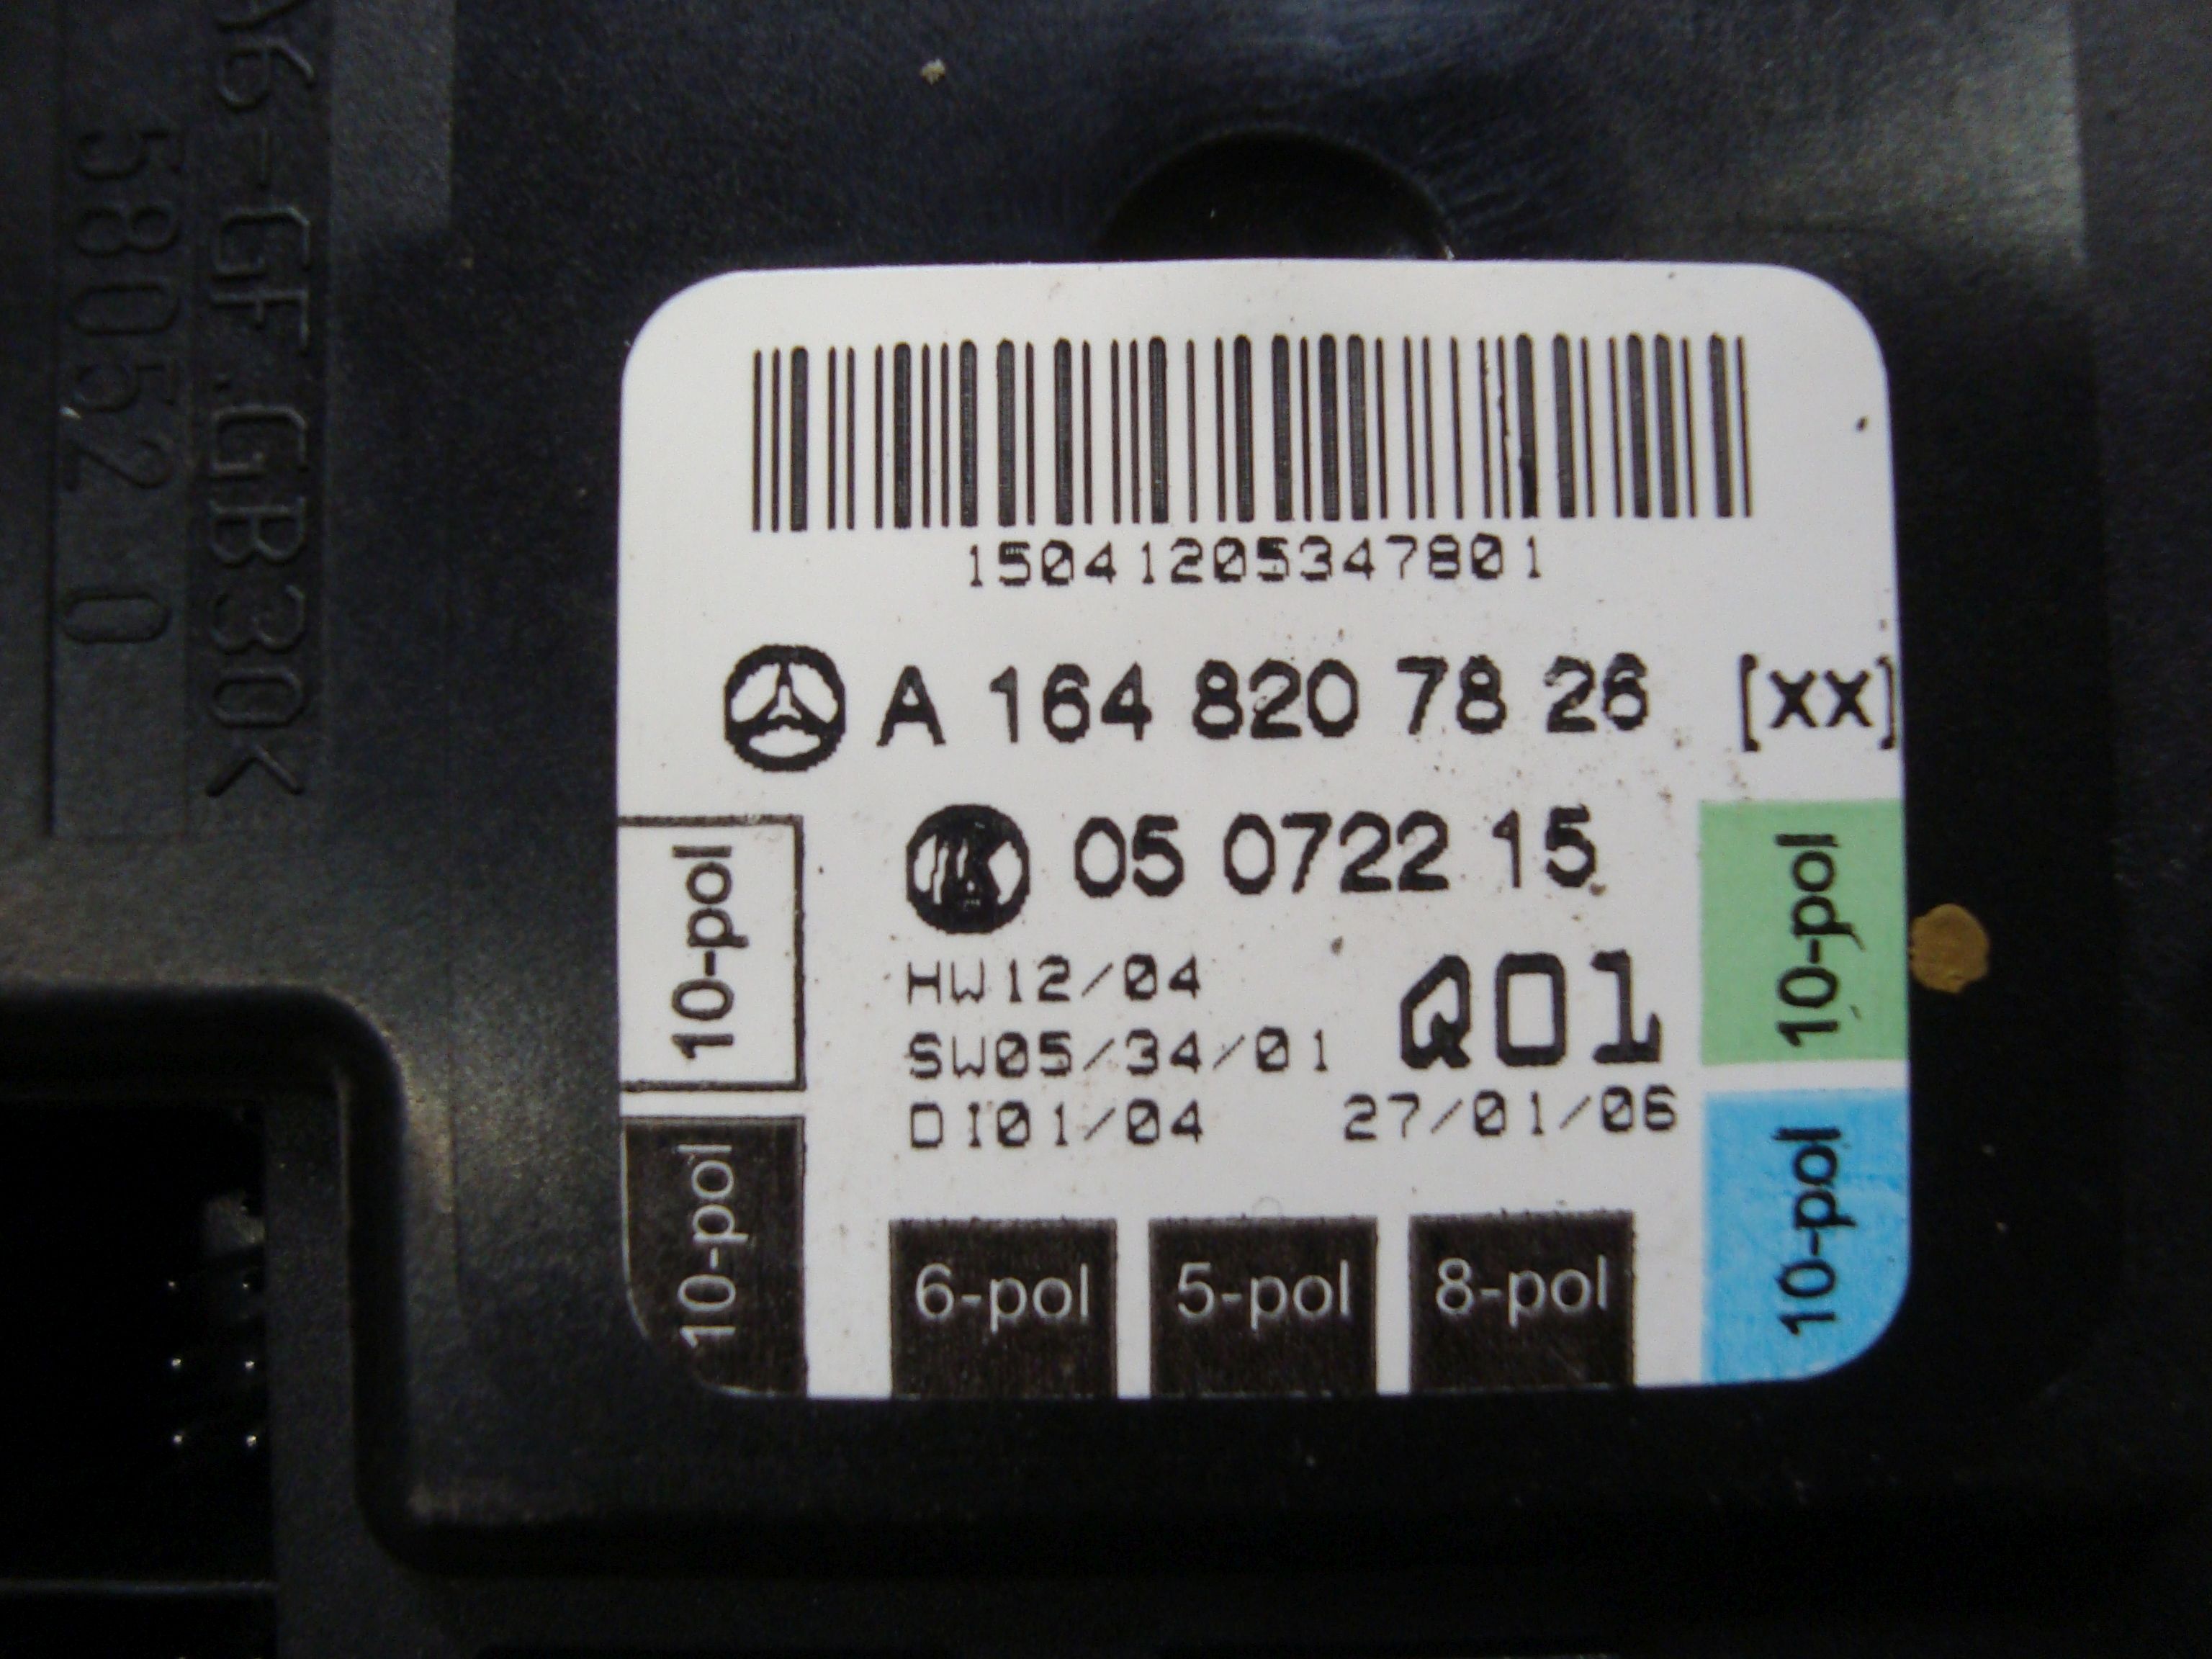 A6-GF.GB30K
58052 0
15041205347801
A 164 820 78 26 [xx]
05 0722 15
HW12/04
Q01
SW05/34/01
DI01/04 27/01/06
10-pol
10-pol
6-pol 5-pol 8-pol
10-pol
10-pol